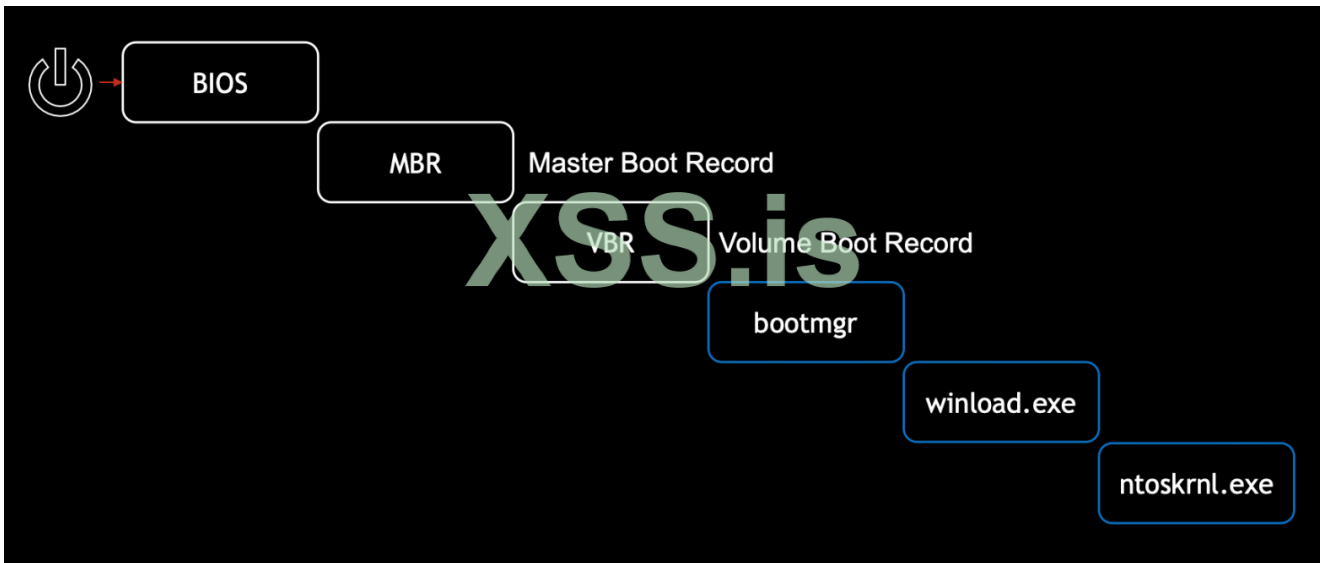 BIOS
MBR
Master Boot Record
XSS.is
VBR
Volume Boot Record
bootmgr
winload.exe
ntoskrnl.exe